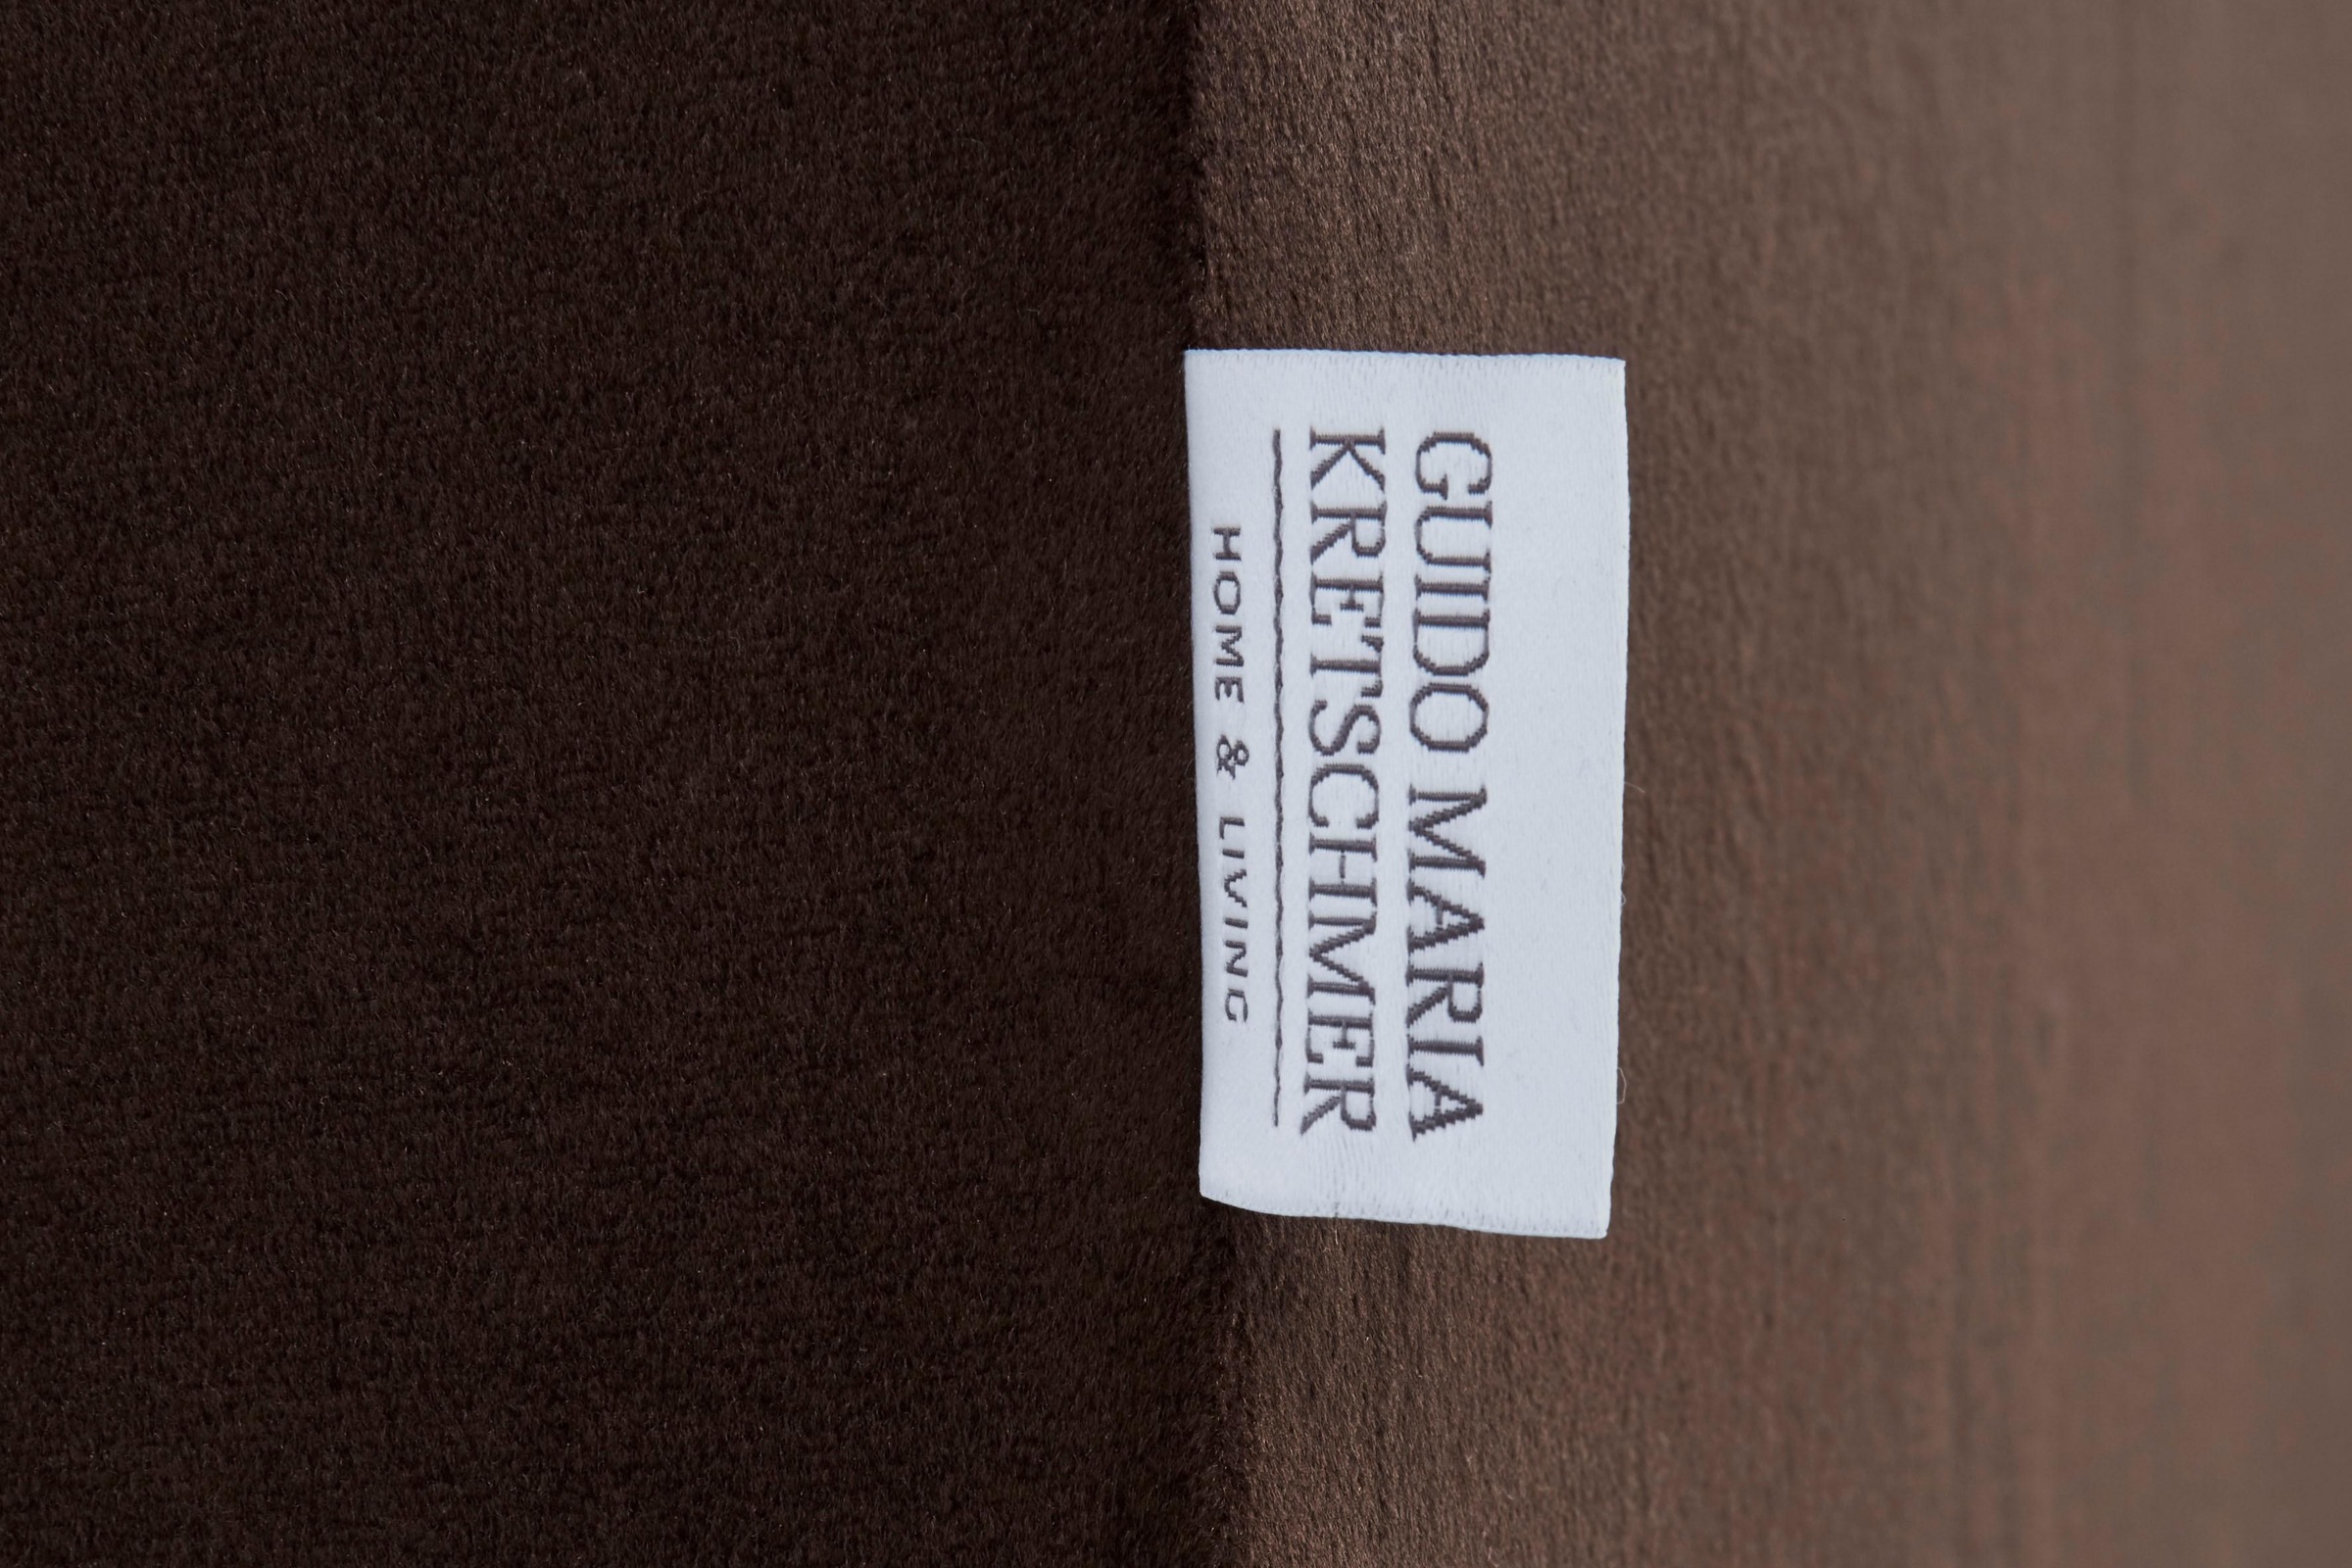 GUIDO MARIA
KRETSCHMER
HOME & LIVING